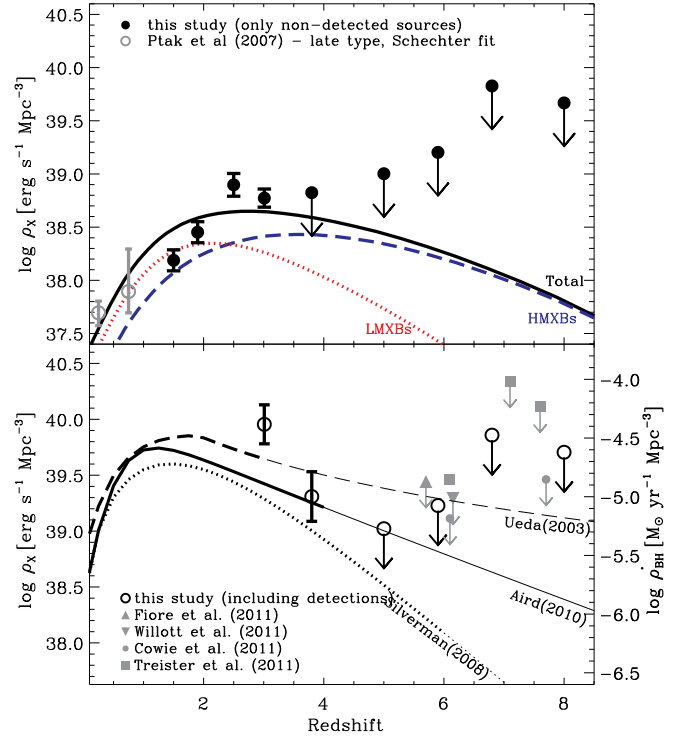 this study (only non-detected sources)
Ptak et al (2007) - late type, Schechter fit
log ρX [erg s−1 Mpc−3]
40.5
40.0
39.5
39.0
38.5
38.0
37.5
Total
HMXBs
LMXBs
log ρX [erg s−1 Mpc−3]
40.5
40.0
39.5
39.0
38.5
38.0
−4.0
−4.5
−5.0
−5.5
−6.0
−6.5
log ρ̇BH [M⊙ yr−1 Mpc−3]
Ueda(2003)
Aird(2010)
Silverman(2008)
this study (including detections)
Fiore et al. (2011)
Willott et al. (2011)
Cowie et al. (2011)
Treister et al. (2011)
2
4
6
8
Redshift